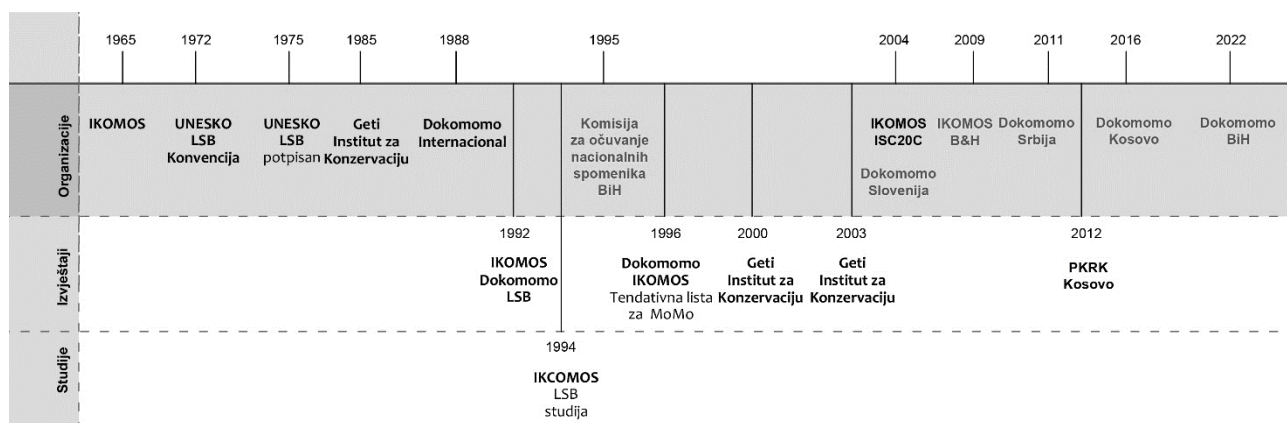 1965 1972 1975 1985 1988 1995 2004 2009 2011 2016 2022
Organizacije
IKOMOS
UNESKO
LSB
Konvencija
UNESKO
LSB
potpisan
Geti
Institut za
Konzervaciju
Dokomomo
Internacional
Komisija
za očuvanje
nacionalnih
spomenika
BiH
IKOMOS
ISC20C
Dokomomo
Slovenija
IKOMOS
B&H
Dokomomo
Srbija
Dokomomo
Kosovo
Dokomomo
BiH
Izvještaji
1992
IKOMOS
Dokomomo
LSB
1996
Dokomomo
IKOMOS
Tendativna lista
za MoMo
2000
Geti
Institut za
Konzervaciju
2003
Geti
Institut za
Konzervaciju
2012
PKRK
Kosovo
Studije
1994
IKCOMOS
LSB
studija